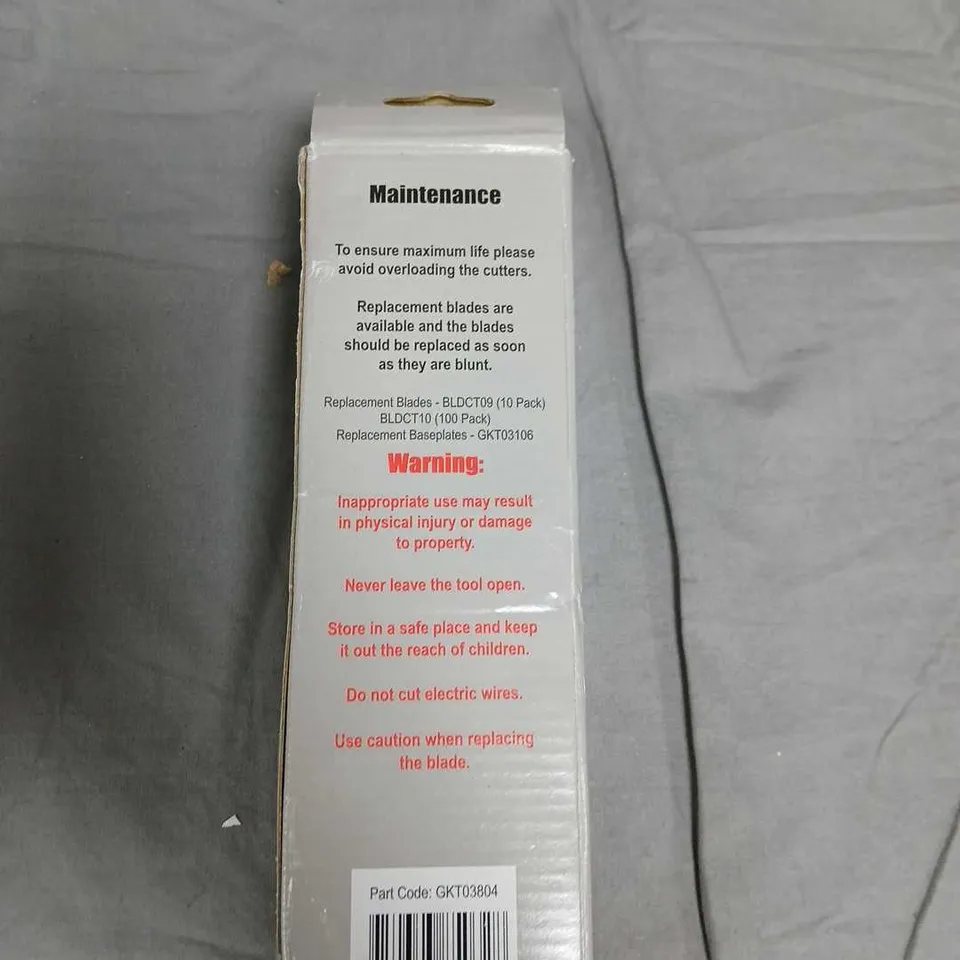 Maintenance
To ensure maximum life please
avoid overloading the cutters.
Replacement blades are
available and the blades
should be replaced as soon
as they are blunt.
Replacement Blades - BLDCT09 (10 Pack)
BLDCT10 (100 Pack)
Replacement Baseplates - GKT03106
Warning:
Inappropriate use may result
in physical injury or damage
to property.
Never leave the tool open.
Store in a safe place and keep
it out the reach of children.
Do not cut electric wires.
Use caution when replacing
the blade.
Part Code: GKT03804